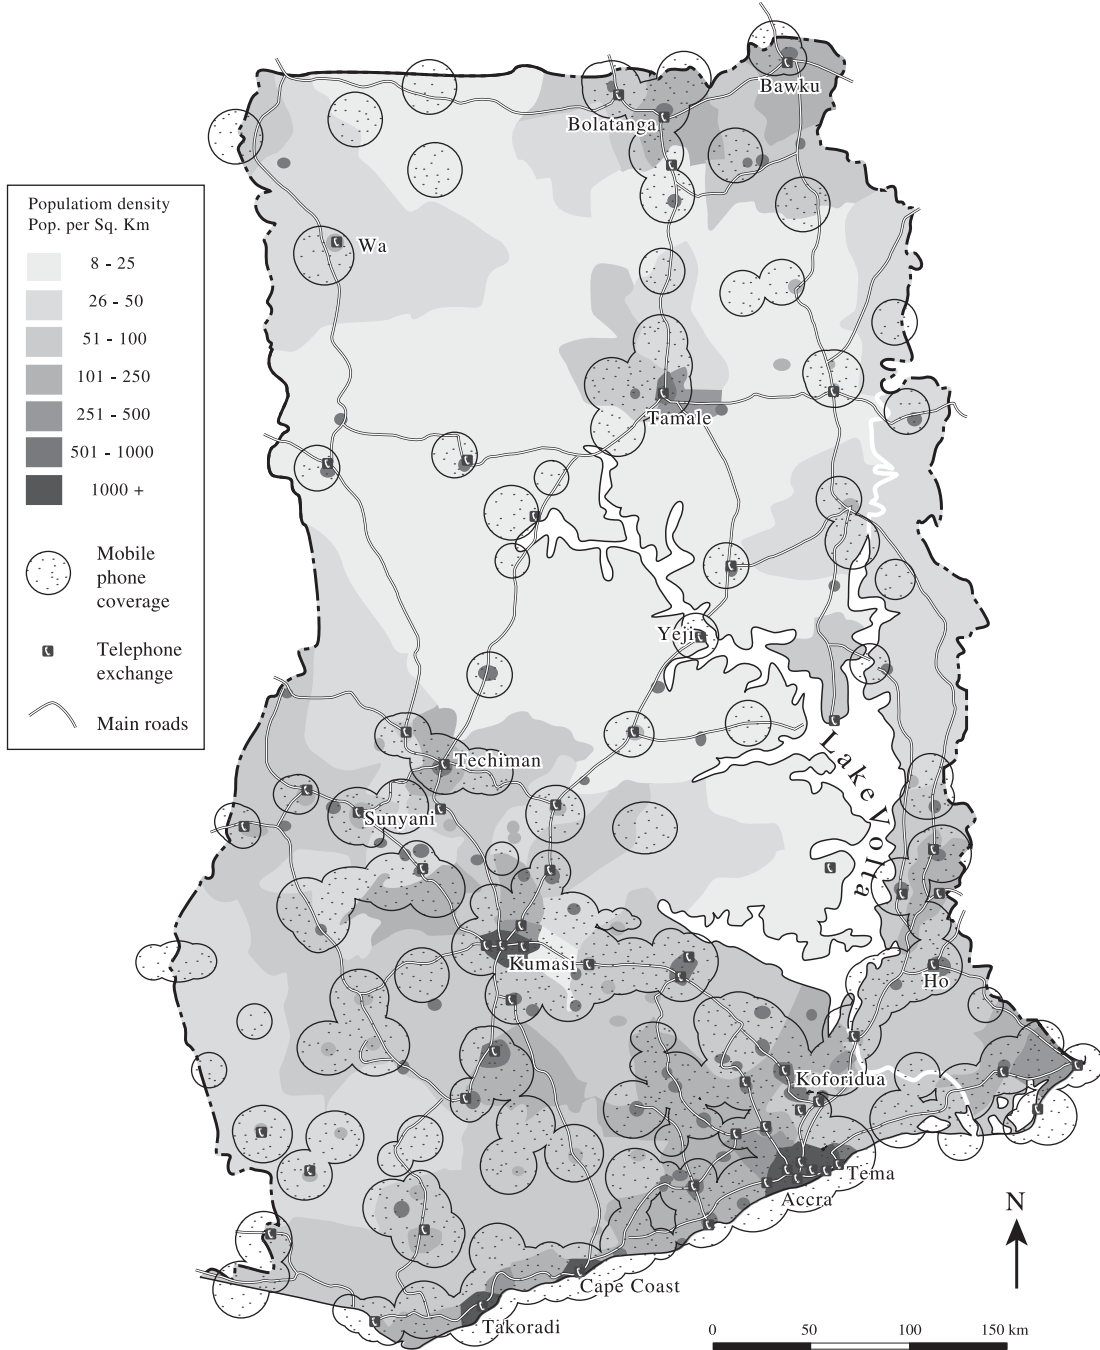 Bawku
Bolatanga
Populatiom density
Pop. per Sq. Km
8 - 25
26 - 50
51 - 100
101 - 250
251 - 500
501 - 1000
1000 +
Mobile
phone
coverage
Telephone
exchange
Main roads
Wa
Tamale
Yeji
Techiman
Sunyani
Lake Volta
Kumasi
Ho
Koforidua
Tema
Accra
Cape Coast
Takoradi
N
0 50 100 150 km